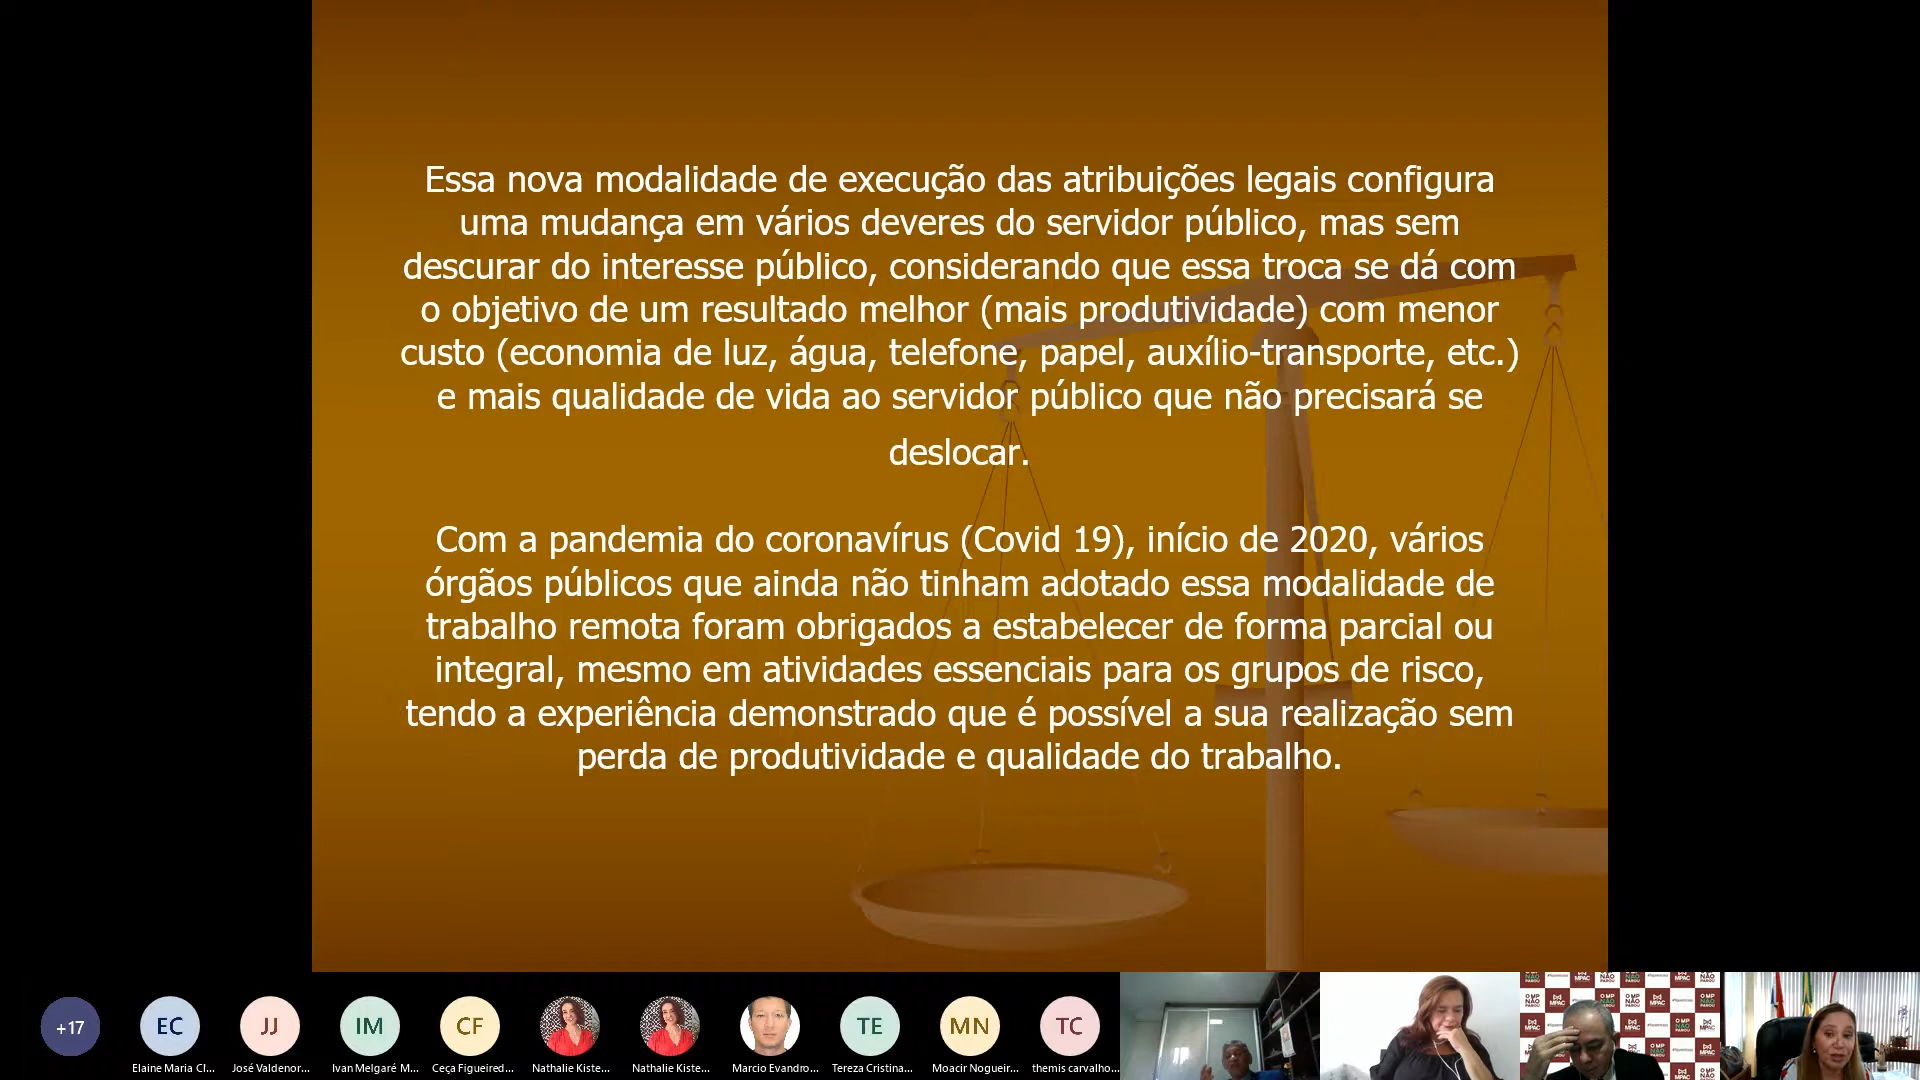 Essa nova modalidade de execução das atribuições legais configura
uma mudança em vários deveres do servidor público, mas sem
descurar do interesse público, considerando que essa troca se dá com
o objetivo de um resultado melhor (mais produtividade) com menor
custo (economia de luz, água, telefone, papel, auxílio-transporte, etc.)
e mais qualidade de vida ao servidor público que não precisará se
deslocar.
Com a pandemia do coronavírus (Covid 19), início de 2020, vários
órgãos públicos que ainda não tinham adotado essa modalidade de
trabalho remota foram obrigados a estabelecer de forma parcial ou
integral, mesmo em atividades essenciais para os grupos de risco,
tendo a experiência demonstrado que é possível a sua realização sem
perda de produtividade e qualidade do trabalho.
+17
EC
JJ
IM
CF
TE
MN
TC
Elaine Maria Cl...
José Valdenor...
Ivan Melgaré M...
Ceça Figueired...
Nathalie Kiste...
Nathalie Kiste...
Marcio Evandro...
Tereza Cristina...
Moacir Nogueir...
themis carvalho...
O MP
NÃO
PAROU
MPAC